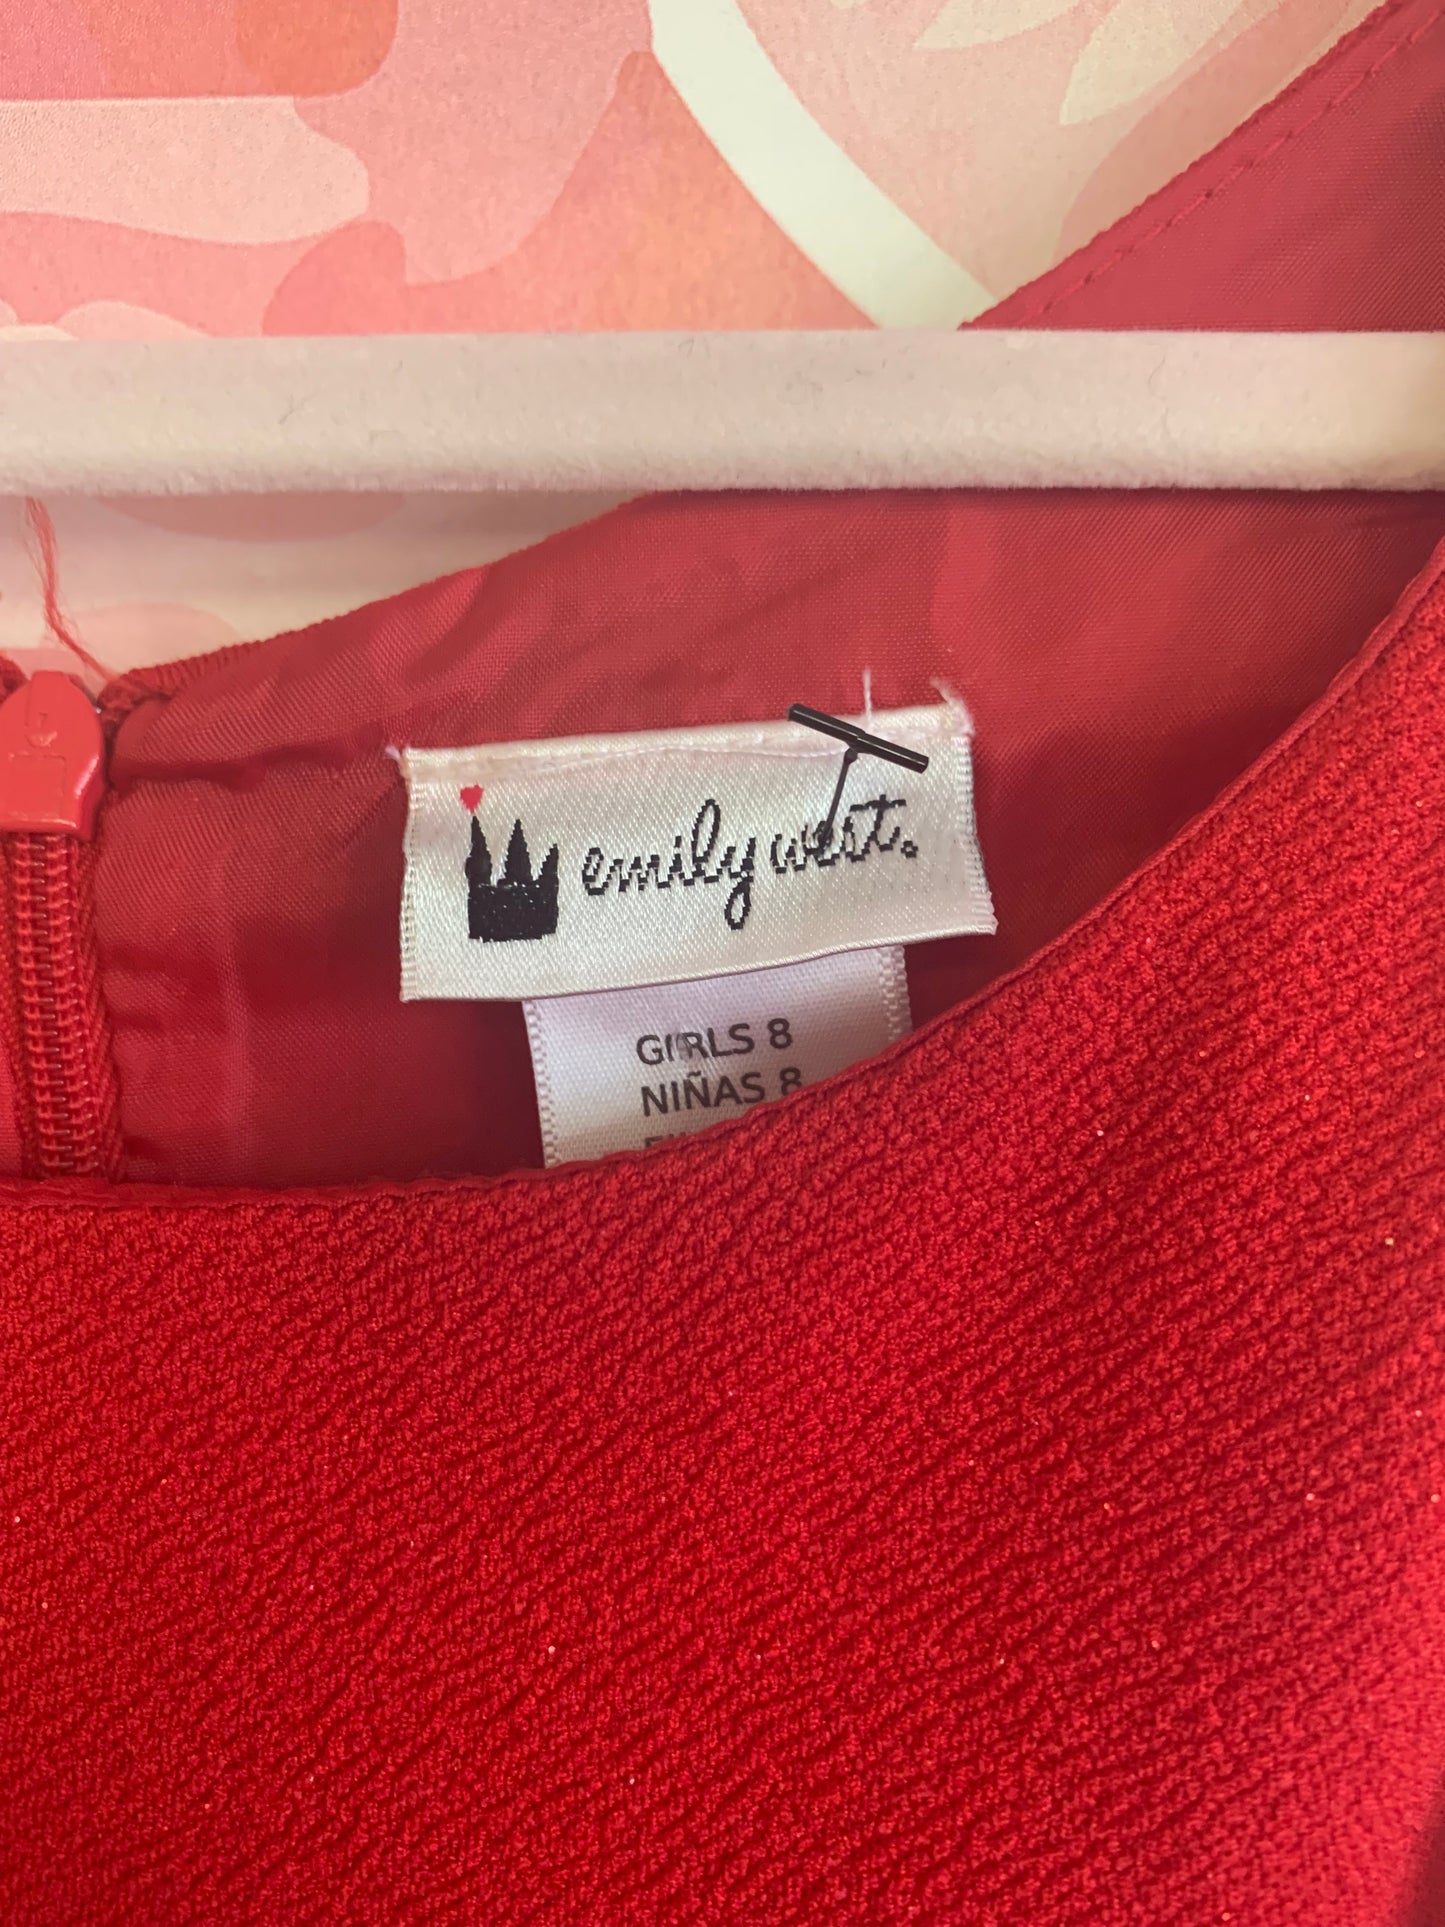 emily west.
GIRLS 8
NIÑAS 8